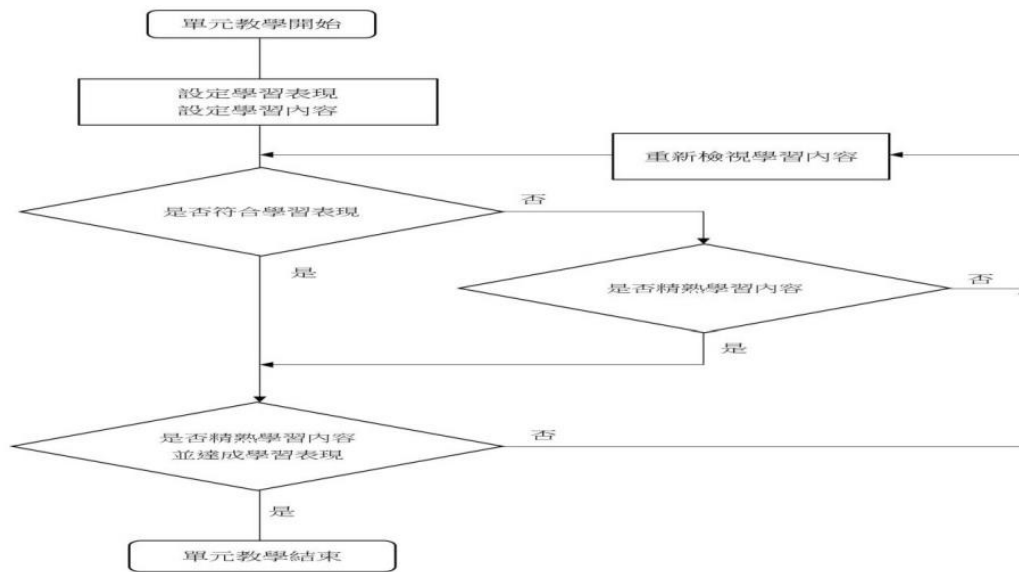 單元教學開始
設定學習表現
設定學習內容
重新檢視學習內容
是否符合學習表現
否
是
是否精熟學習內容
否
是
是否精熟學習內容
並達成學習表現
否
是
單元教學結束